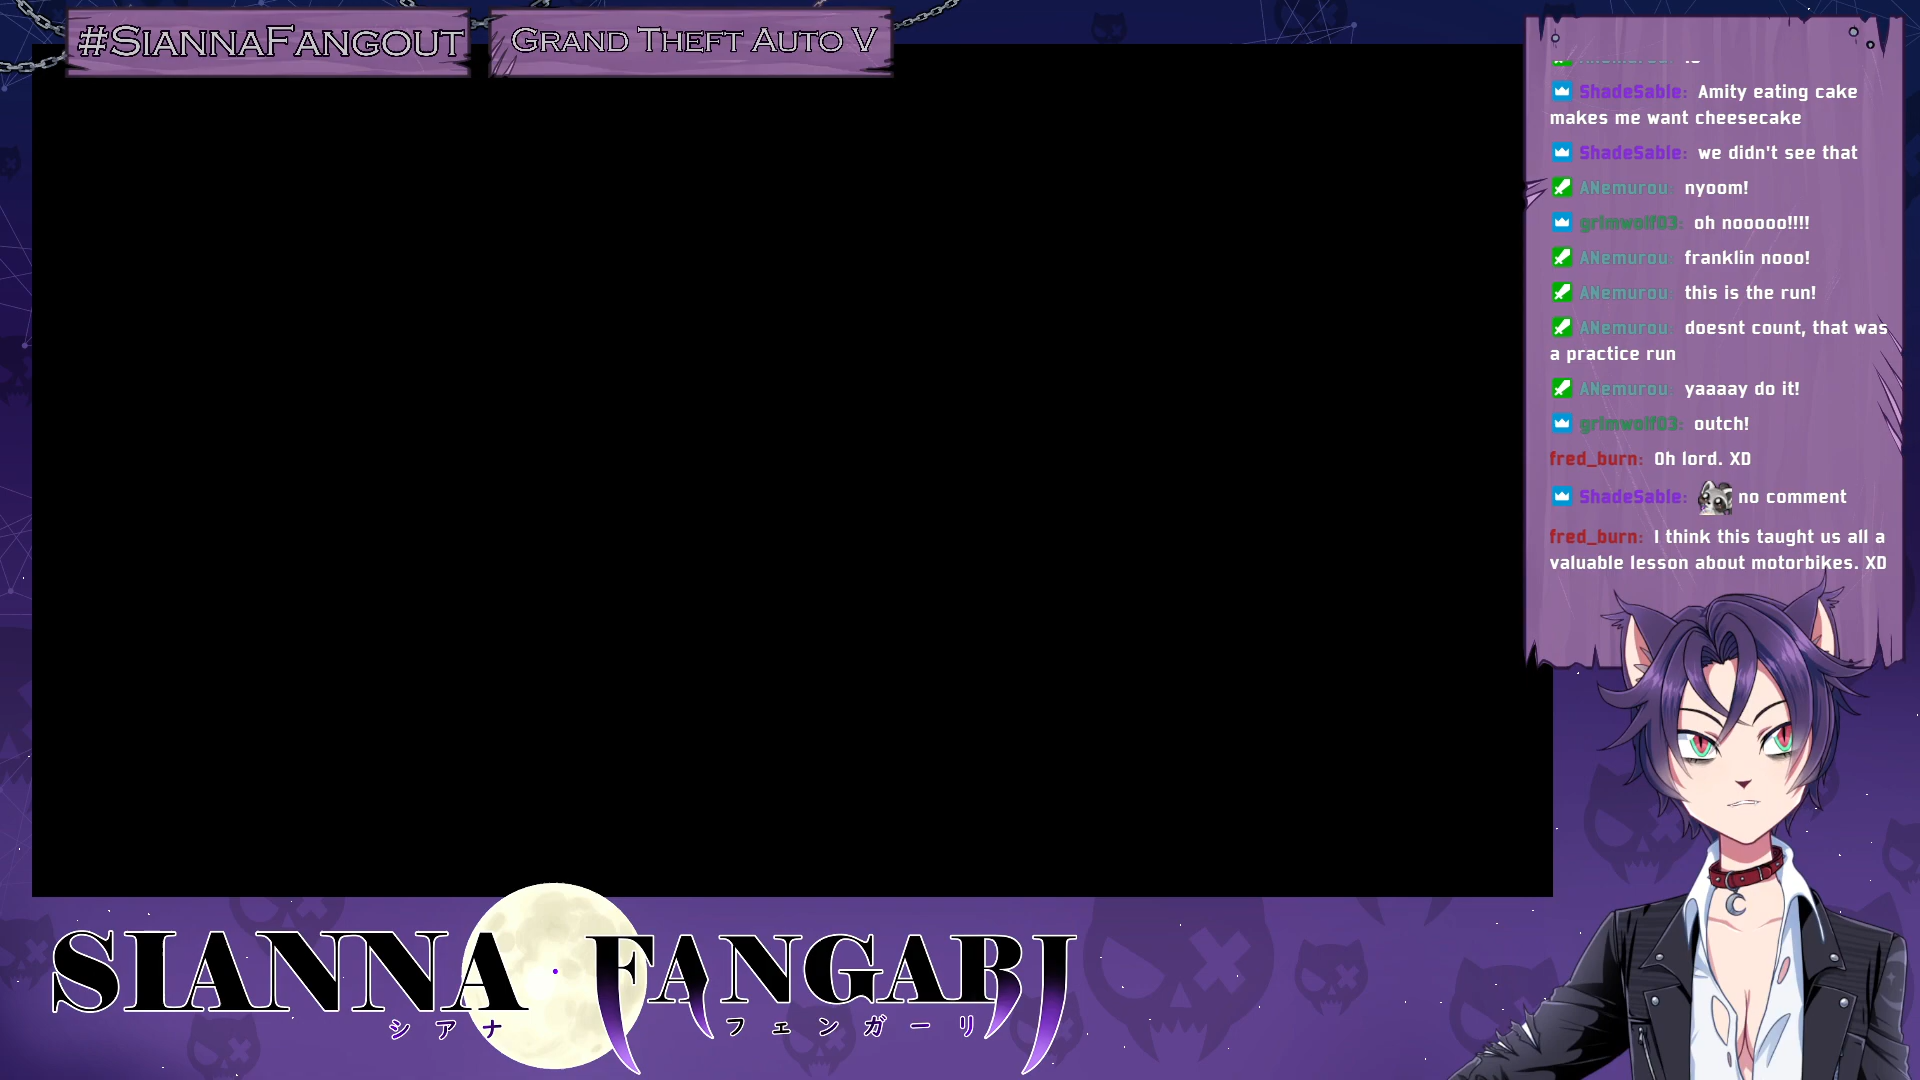 #SiannaFangout
Grand Theft Auto V
ShadeSable: Amity eating cake
makes me want cheesecake
ShadeSable: we didn't see that
ANemurou: nyoom!
grimwolf03: oh nooooo!!!!
ANemurou: franklin nooo!
ANemurou: this is the run!
ANemurou: doesnt count, that was
a practice run
ANemurou: yaaaay do it!
grimwolf03: outch!
fred_burn: Oh lord. XD
ShadeSable: no comment
fred_burn: I think this taught us all a
valuable lesson about motorbikes. XD
SIANNA FANGARJ
シアナ フェンガーリ